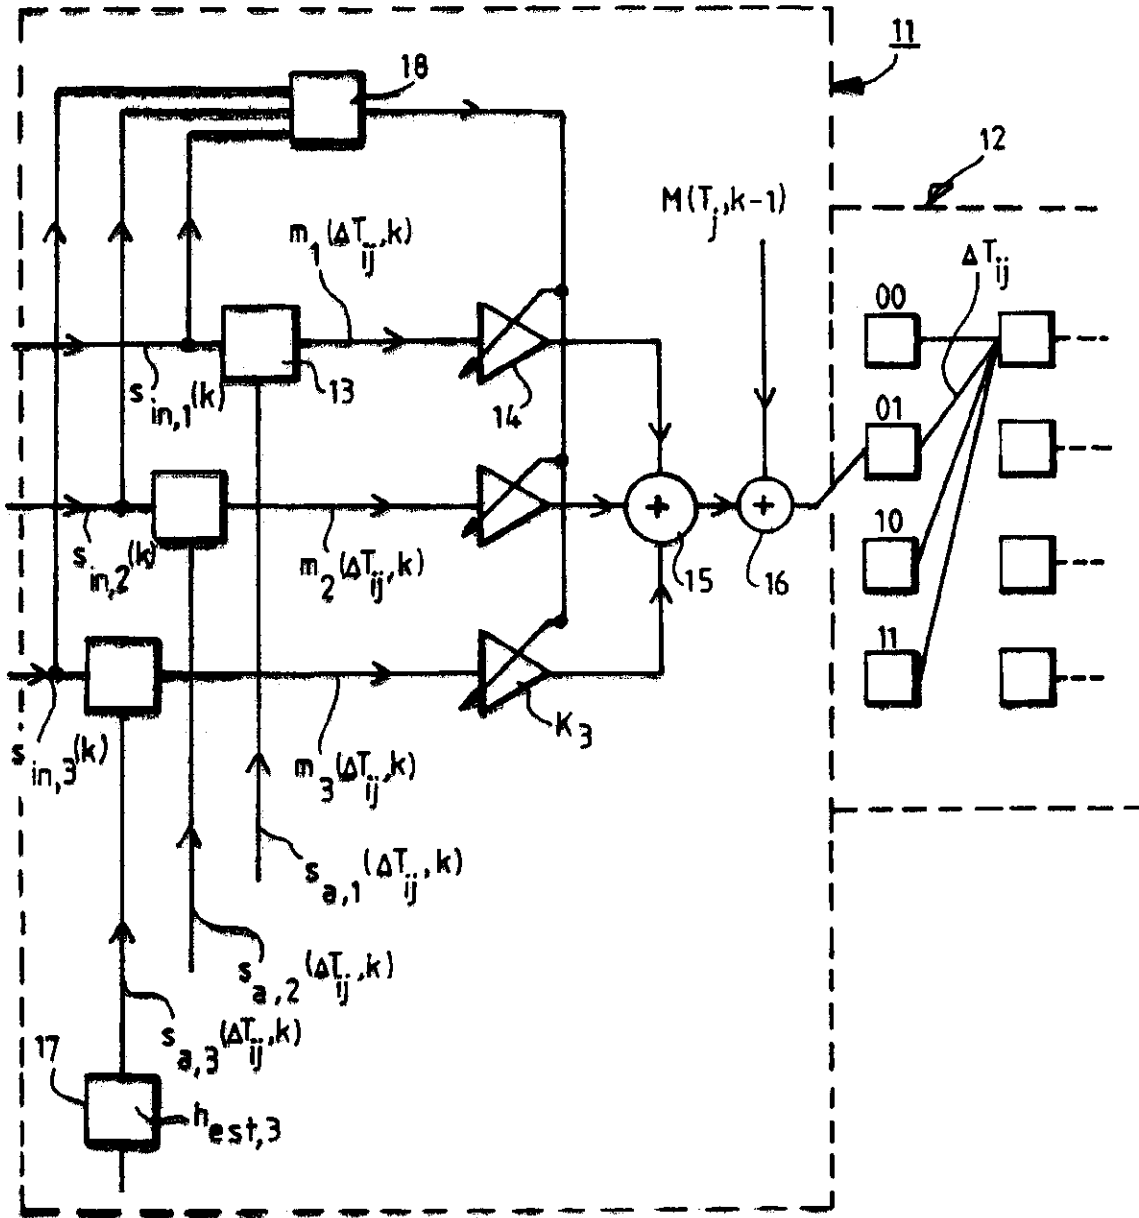 11
18
12
M(T_j,k-1)
m_1(ΔT_ij,k)
ΔT_ij
00
s_in,1(k)
13
14
01
s_in,2(k)
m_2(ΔT_ij,k)
15
16
10
11
s_in,3(k)
m_3(ΔT_ij,k)
K_3
s_a,1(ΔT_ij,k)
s_a,2(ΔT_ij,k)
s_a,3(ΔT_ij,k)
17
h_est,3
+
+